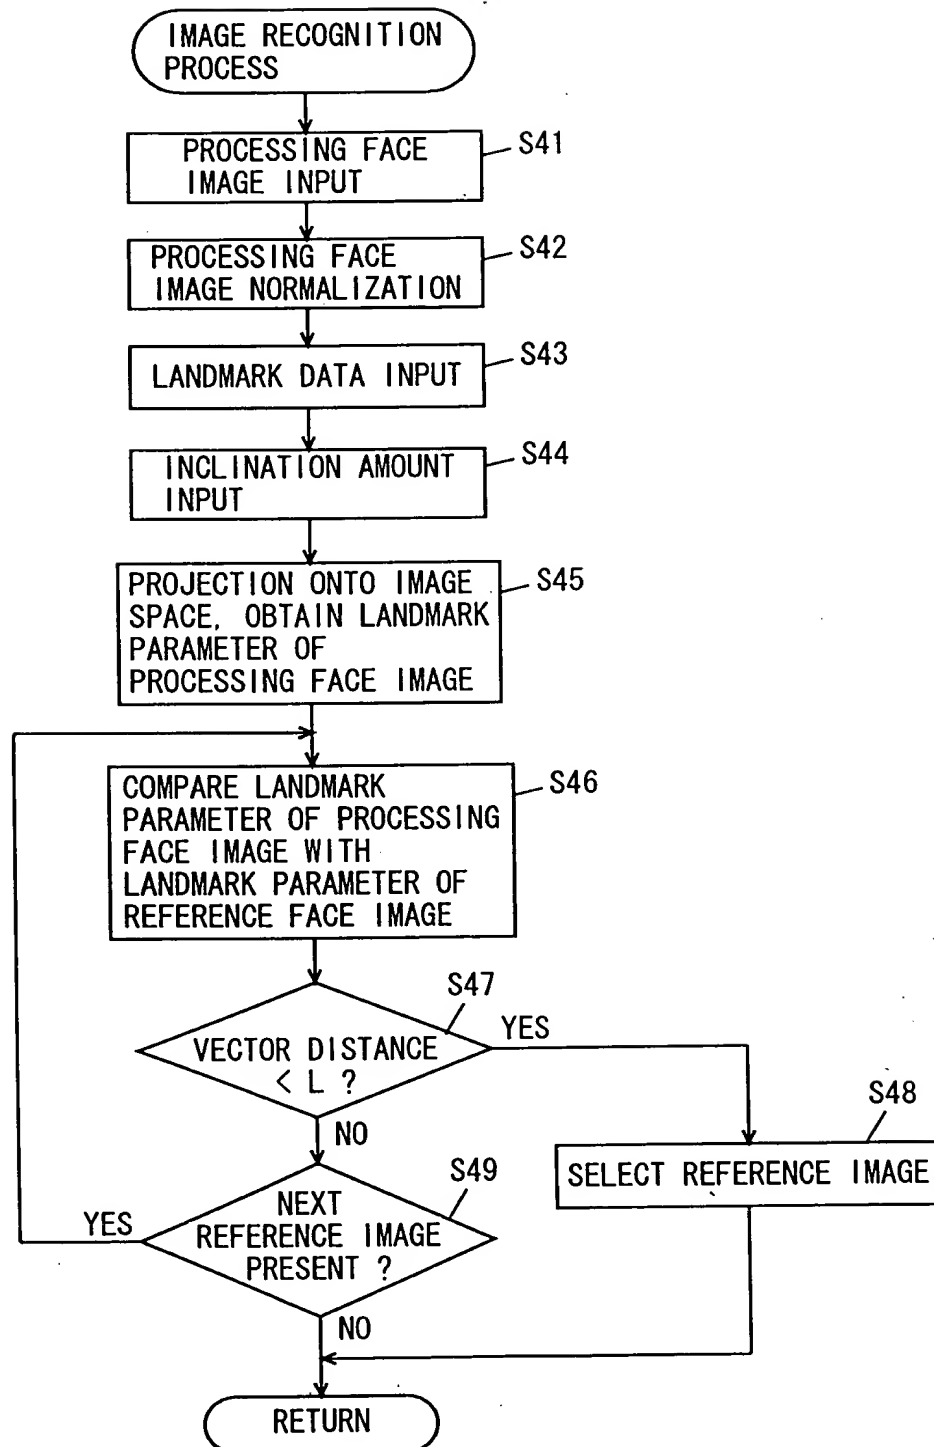 IMAGE RECOGNITION
PROCESS
PROCESSING FACE
IMAGE INPUT
S41
PROCESSING FACE
IMAGE NORMALIZATION
S42
LANDMARK DATA INPUT
S43
INCLINATION AMOUNT
INPUT
S44
PROJECTION ONTO IMAGE
SPACE, OBTAIN LANDMARK
PARAMETER OF
PROCESSING FACE IMAGE
S45
COMPARE LANDMARK
PARAMETER OF PROCESSING
FACE IMAGE WITH
LANDMARK PARAMETER OF
REFERENCE FACE IMAGE
S46
S47
VECTOR DISTANCE
< L ?
YES
NO
S48
SELECT REFERENCE IMAGE
S49
NEXT
REFERENCE IMAGE
PRESENT ?
YES
NO
RETURN